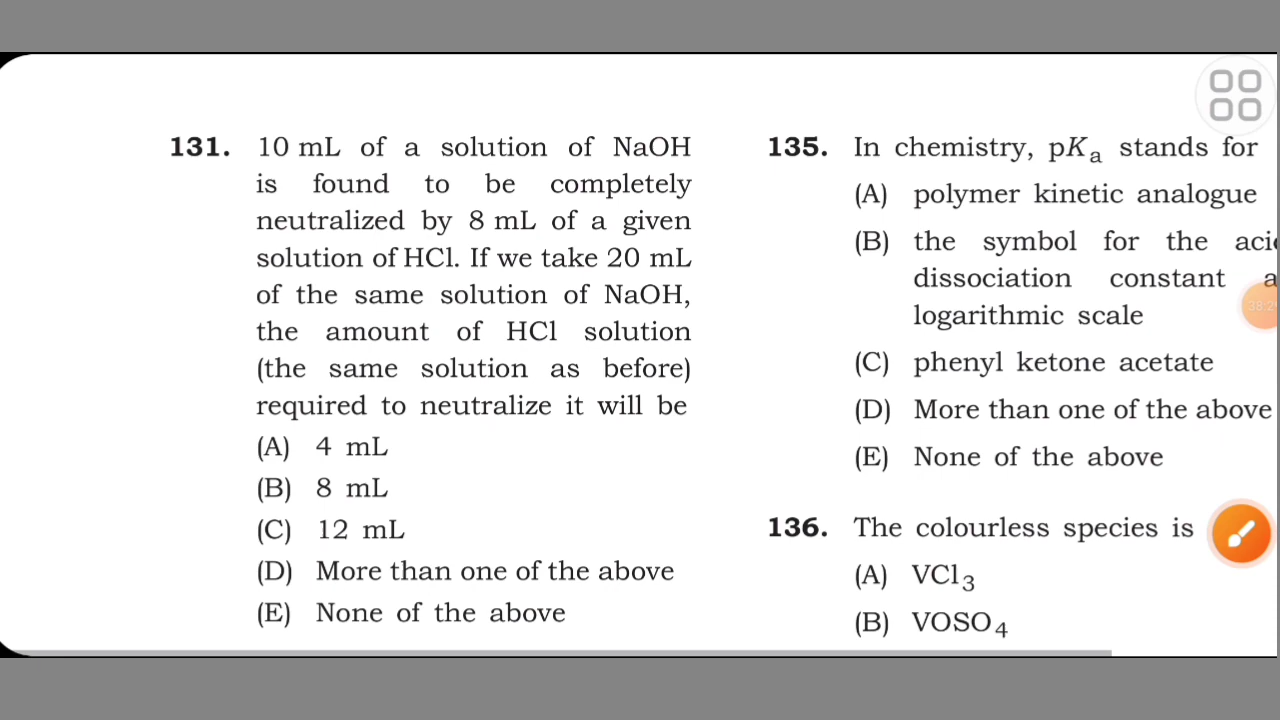 131. 10 mL of a solution of NaOH
is found to be completely
neutralized by 8 mL of a given
solution of HCl. If we take 20 mL
of the same solution of NaOH,
the amount of HCl solution
(the same solution as before)
required to neutralize it will be
(A) 4 mL
(B) 8 mL
(C) 12 mL
(D) More than one of the above
(E) None of the above
135. In chemistry, pKₐ stands for
(A) polymer kinetic analogue
(B) the symbol for the
dissociation constant
logarithmic scale
(C) phenyl ketone acetate
(D) More than one of the above
(E) None of the above
136. The colourless species is
(A) VCl₃
(B) VOSO₄